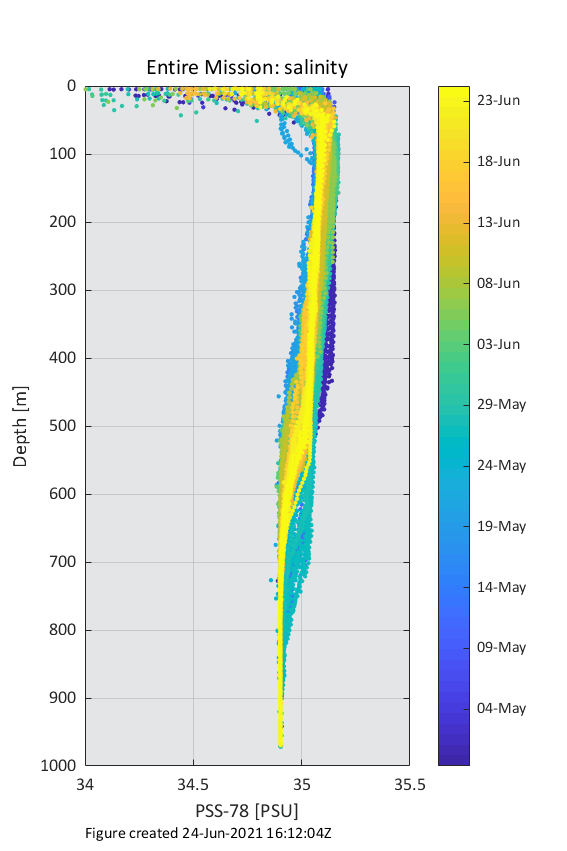 Entire Mission: salinity
0
100
200
300
400
500
600
700
800
900
1000
Depth [m]
34
34.5
35
35.5
PSS-78 [PSU]
23-Jun
18-Jun
13-Jun
08-Jun
03-Jun
29-May
24-May
19-May
14-May
09-May
04-May
Figure created 24-Jun-2021 16:12:04Z